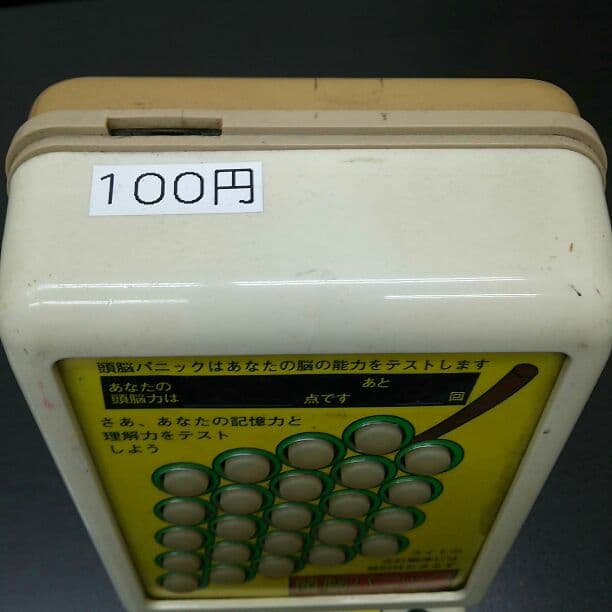 100円
頭脳パニックはあなたの脳の能力をテストします
あなたの
頭脳力は 点です
あと 回
さあ、あなたの記憶力と
理解力をテスト
しよう